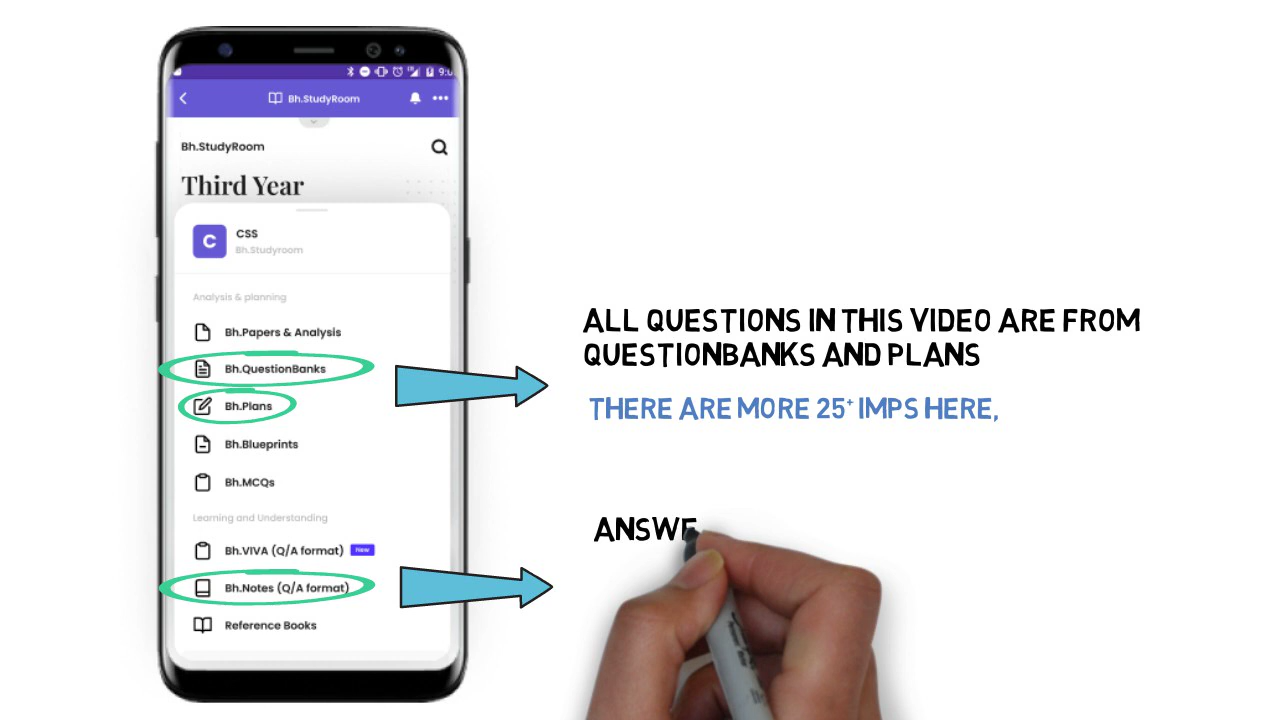 9:0
Bh.StudyRoom
Bh.StudyRoom
Third Year
C
CSS
Bh.Studyroom
Analysis & planning
Bh.Papers & Analysis
Bh.QuestionBanks
Bh.Plans
Bh.Blueprints
Bh.MCQs
Learning and Understanding
Bh.VIVA (Q/A format) New
Bh.Notes (Q/A format)
Reference Books
ALL QUESTIONS IN THIS VIDEO ARE FROM
QUESTIONBANKS AND PLANS
THERE ARE MORE 25+ IMPS HERE,
ANSWE